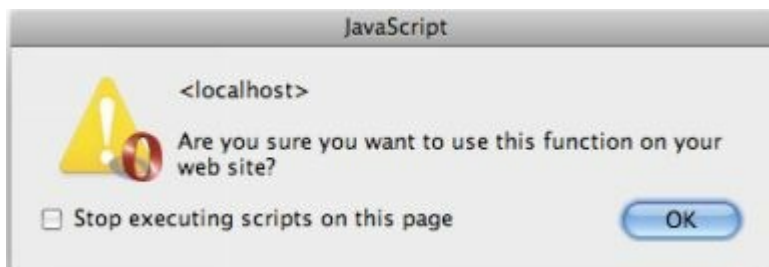 JavaScript
<localhost>
Are you sure you want to use this function on your
web site?
Stop executing scripts on this page
OK